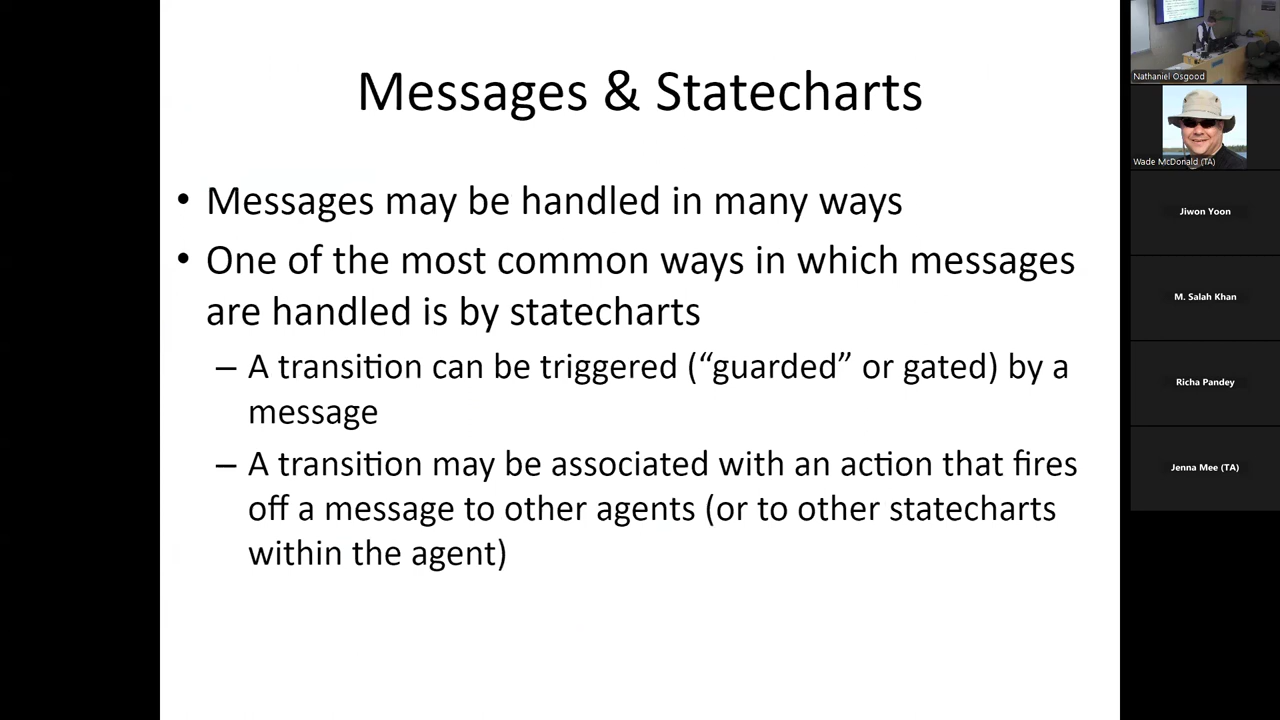 Messages & Statecharts
• Messages may be handled in many ways
• One of the most common ways in which messages
are handled is by statecharts
– A transition can be triggered (“guarded” or gated) by a
message
– A transition may be associated with an action that fires
off a message to other agents (or to other statecharts
within the agent)
Nathaniel Osgood
Wade McDonald (TA)
Jiwon Yoon
M. Salah Khan
Richa Pandey
Jenna Mee (TA)